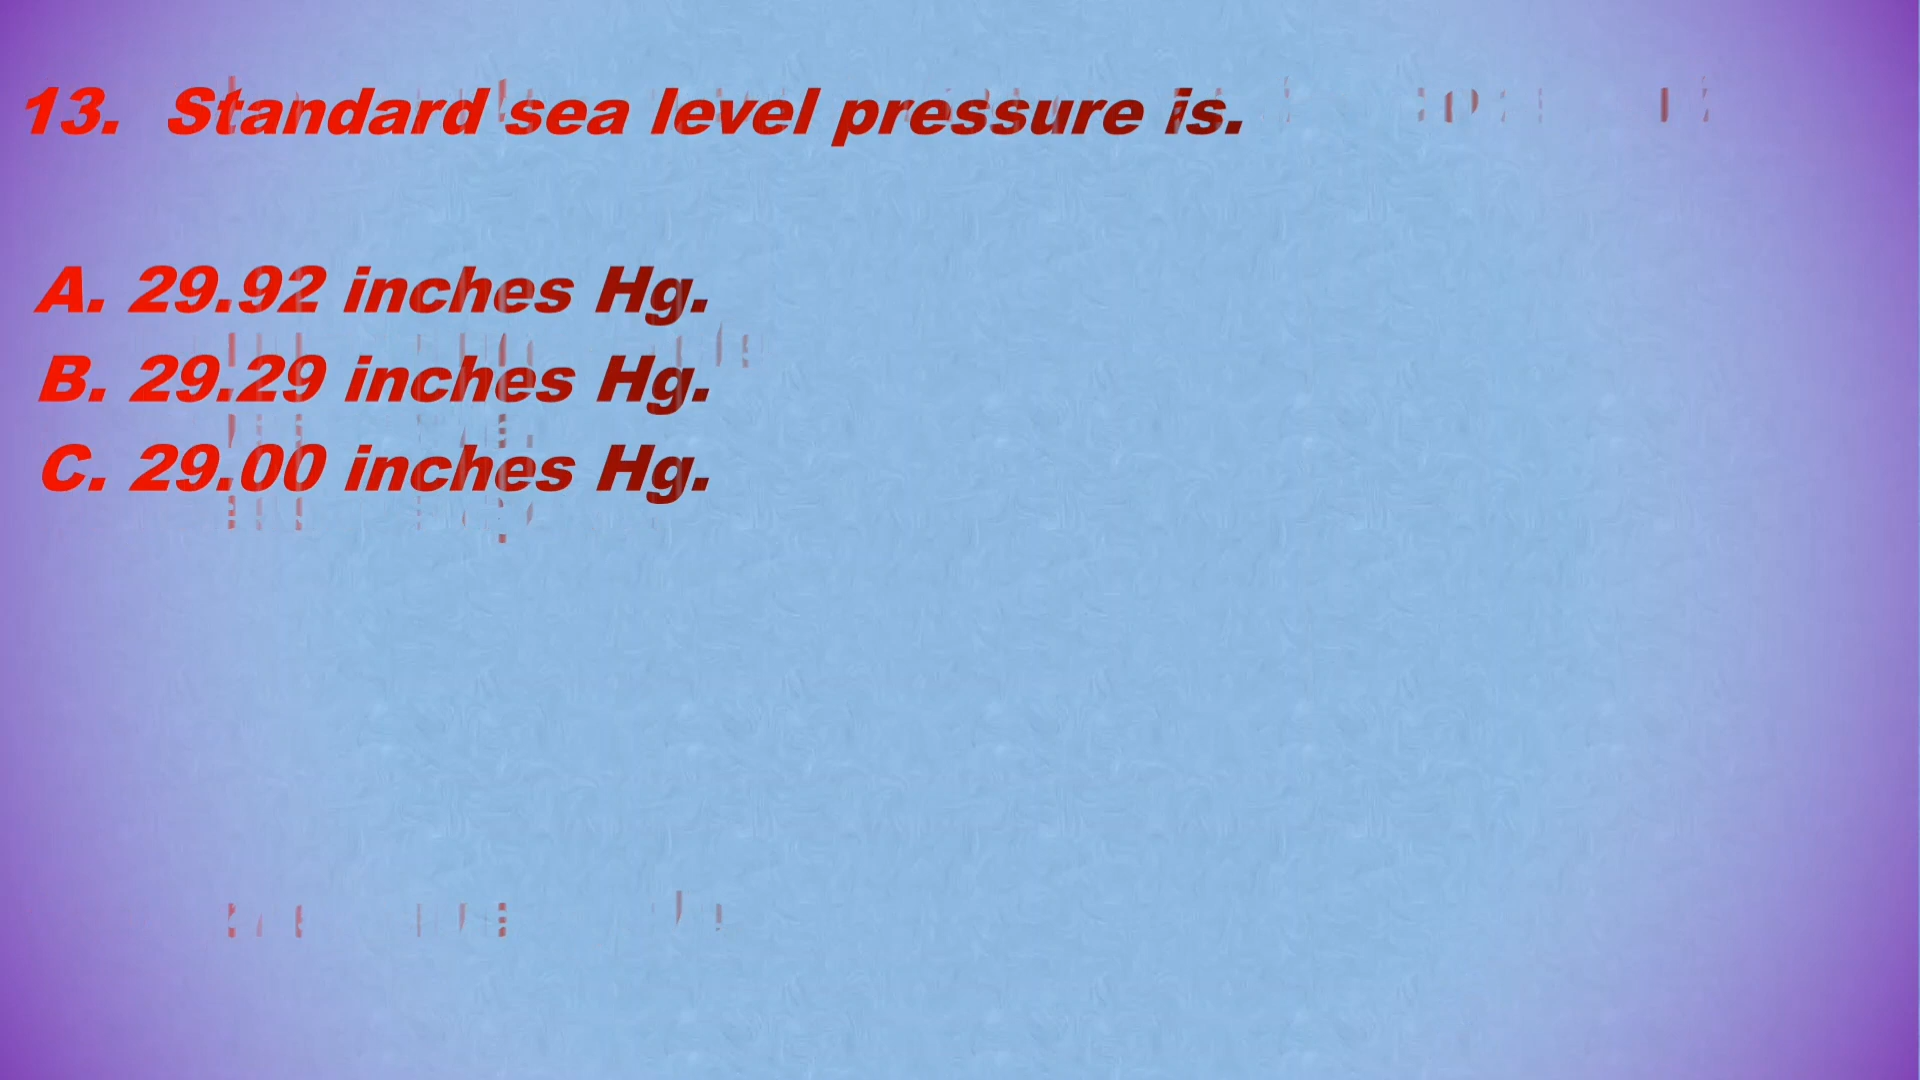 13. Standard sea level pressure is.
A. 29.92 inches Hg.
B. 29.29 inches Hg.
C. 29.00 inches Hg.